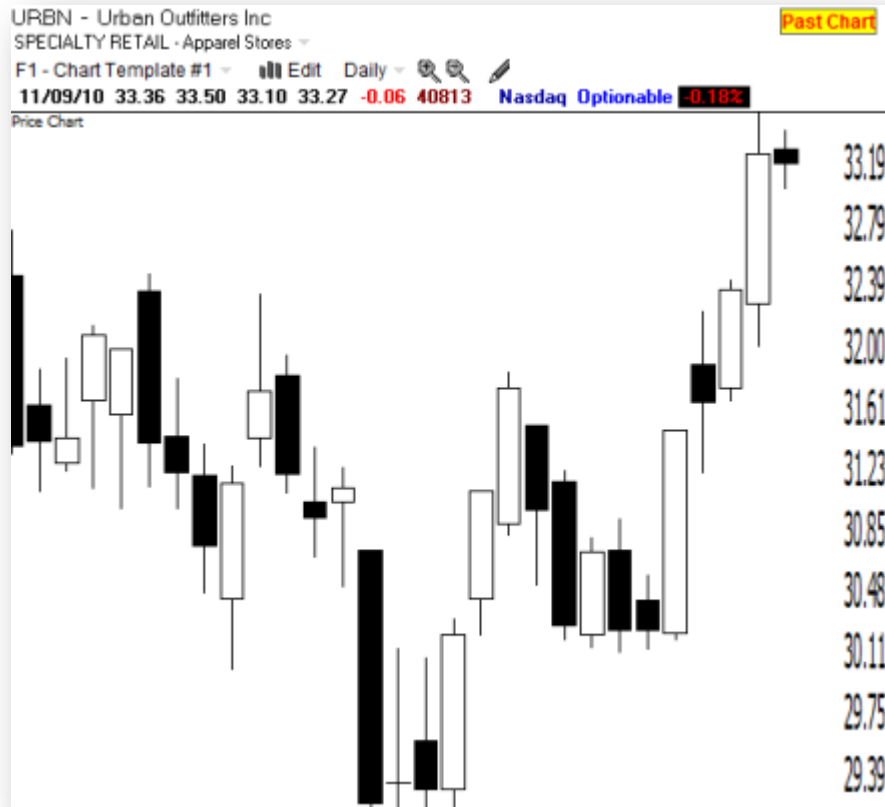 URBN - Urban Outfitters Inc
Past Chart
SPECIALTY RETAIL - Apparel Stores
F1 - Chart Template #1 Edit Daily
11/09/10 33.36 33.50 33.10 33.27 -0.06 40813 Nasdaq Optionable -0.18%
Price Chart
33.19
32.79
32.39
32.00
31.61
31.23
30.85
30.48
30.11
29.75
29.39